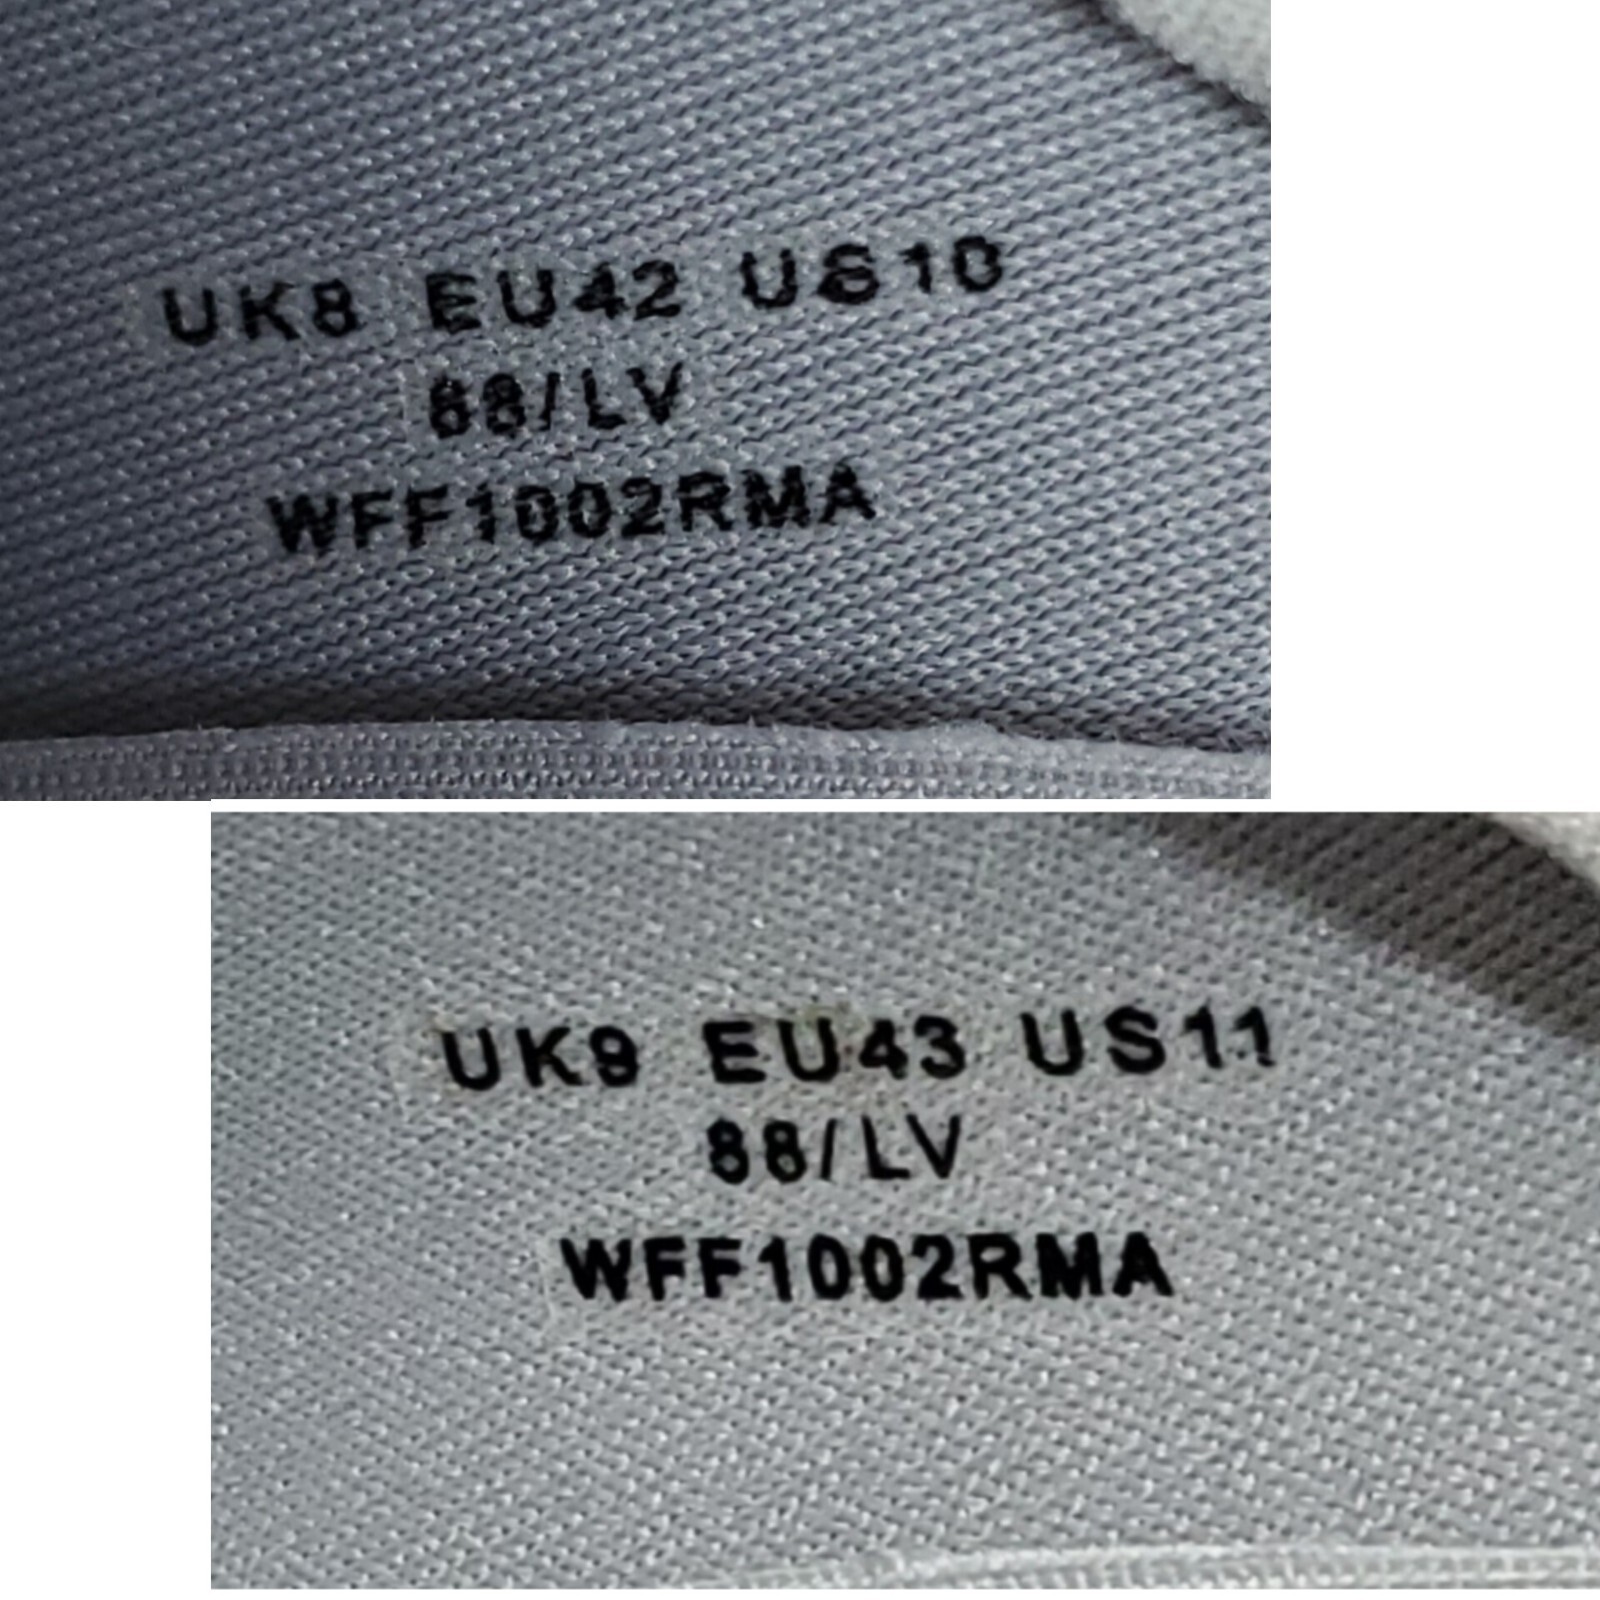 UK8 EU42 US10
88/LV
WFF1002RMA
UK9 EU43 US11
88/LV
WFF1002RMA